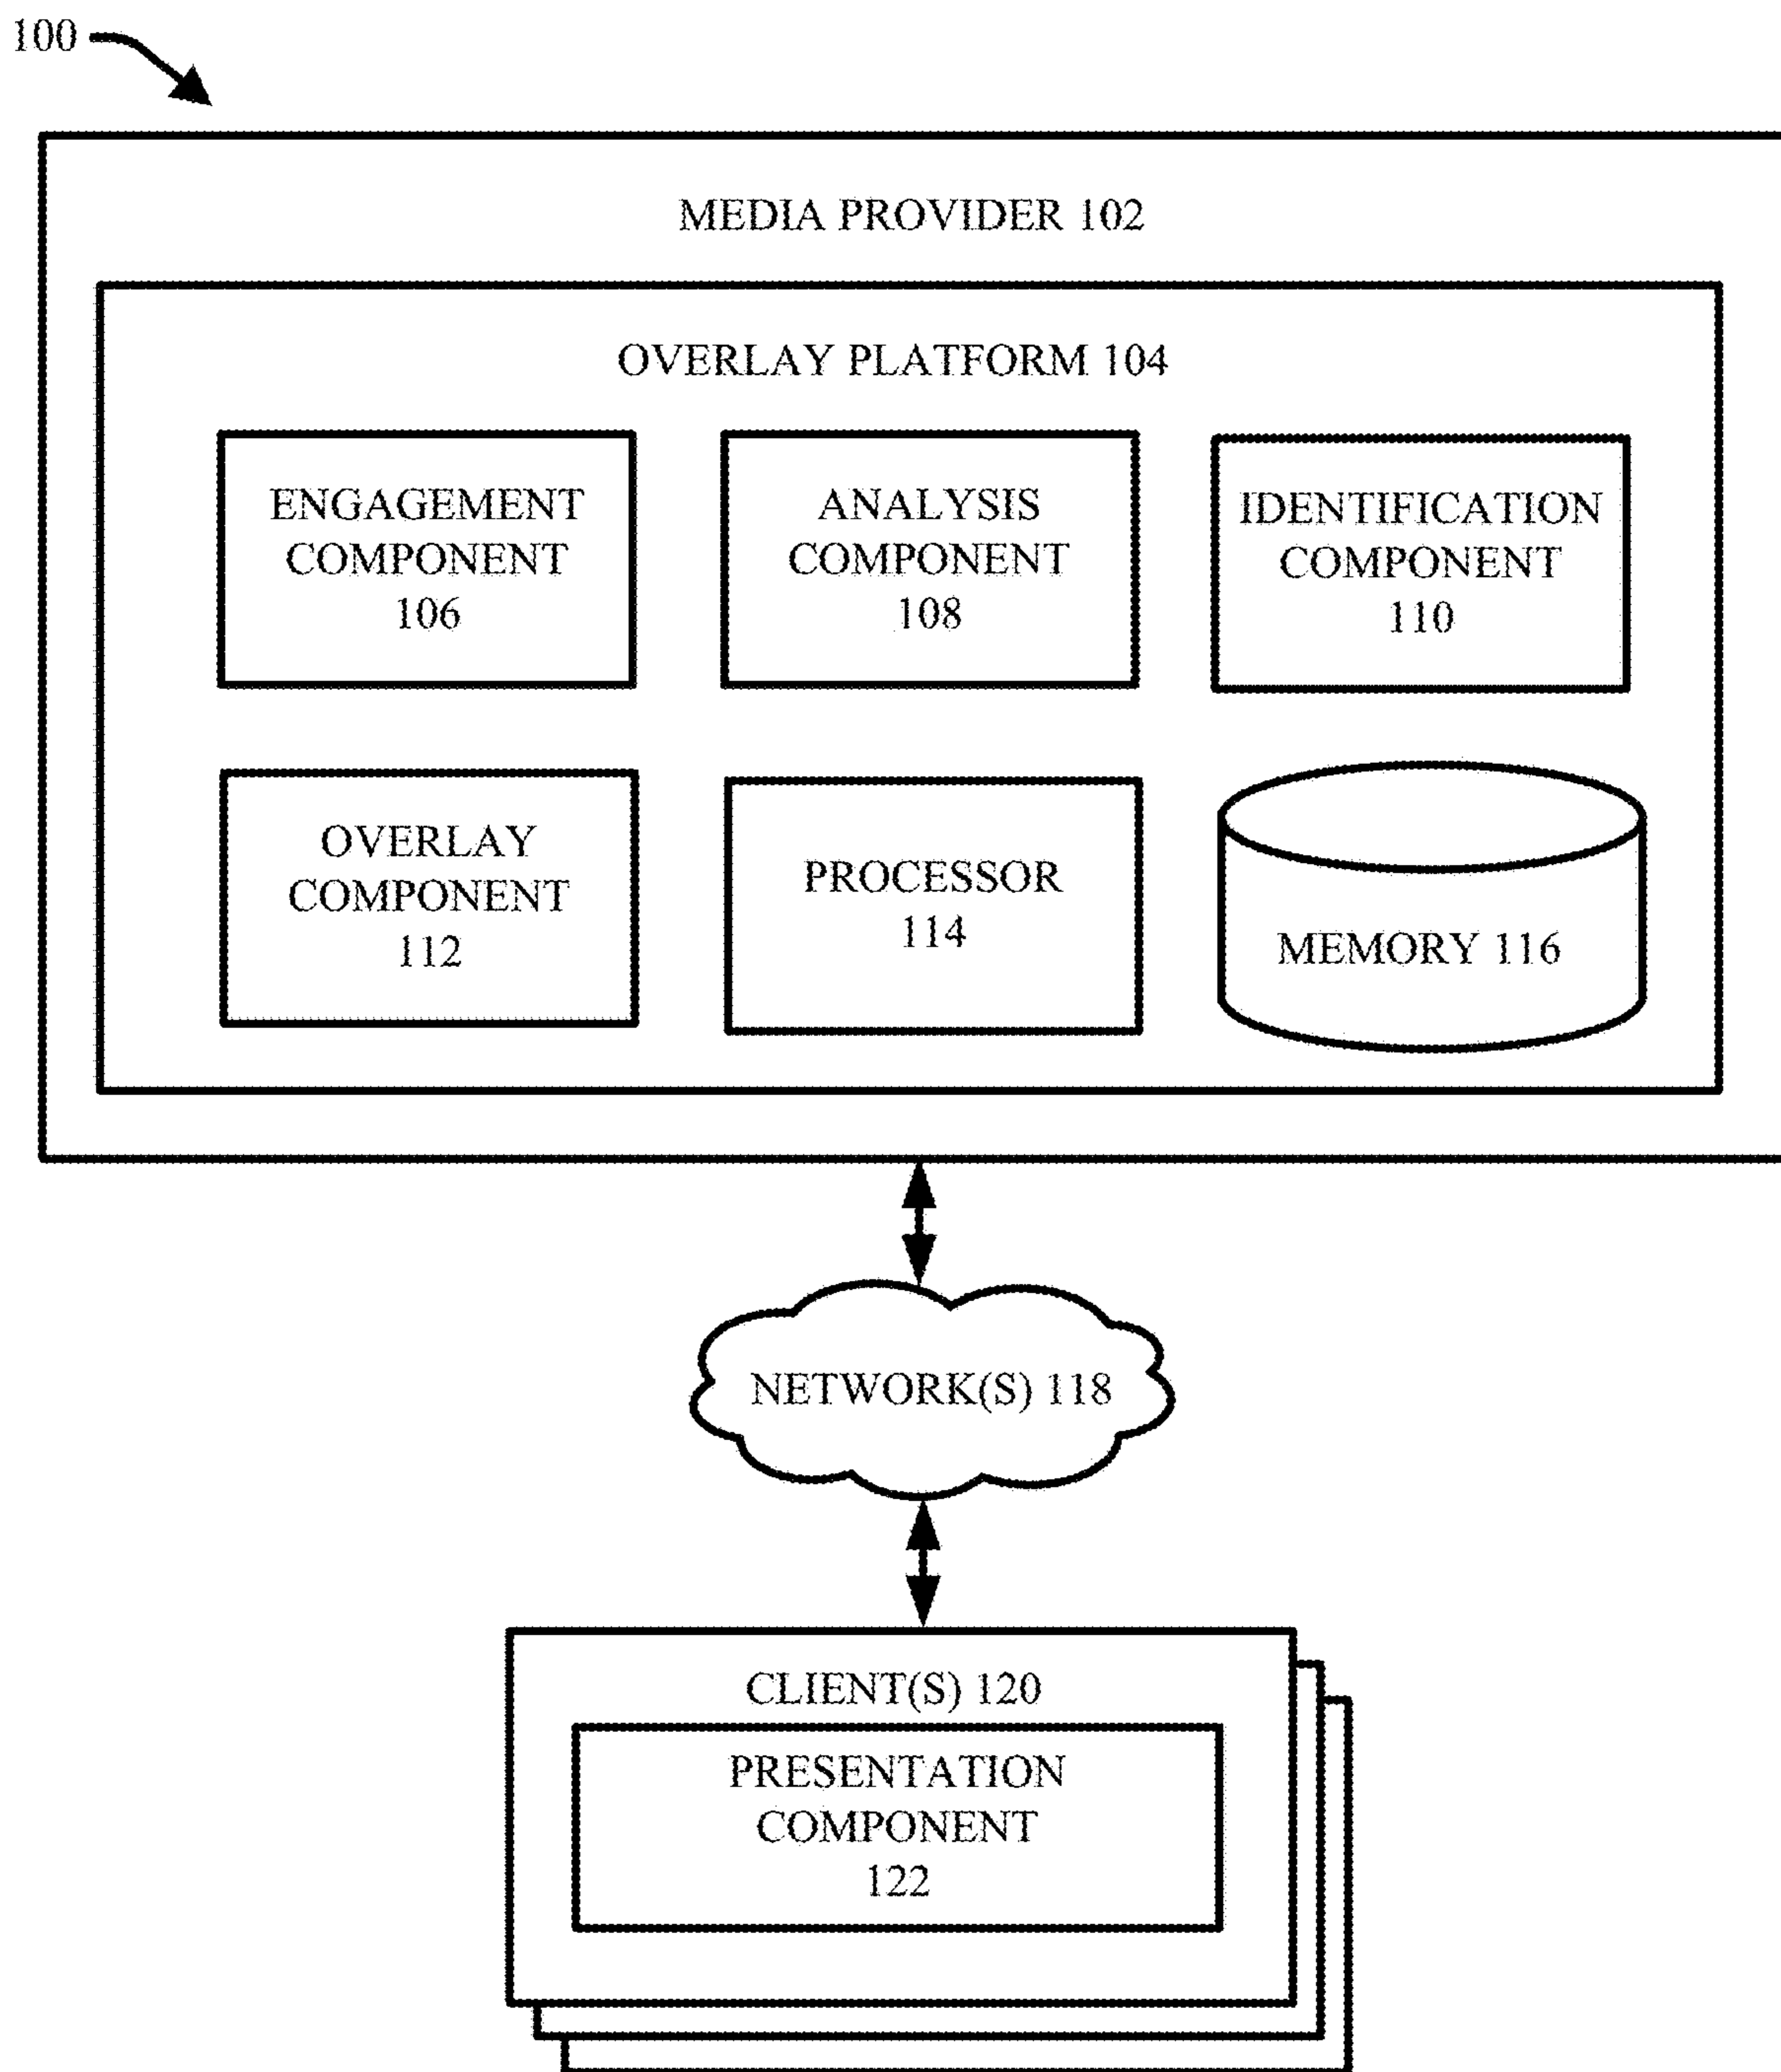 100
MEDIA PROVIDER 102
OVERLAY PLATFORM 104
ENGAGEMENT
COMPONENT
106
ANALYSIS
COMPONENT
108
IDENTIFICATION
COMPONENT
110
OVERLAY
COMPONENT
112
PROCESSOR
114
MEMORY 116
NETWORK(S) 118
CLIENT(S) 120
PRESENTATION
COMPONENT
122